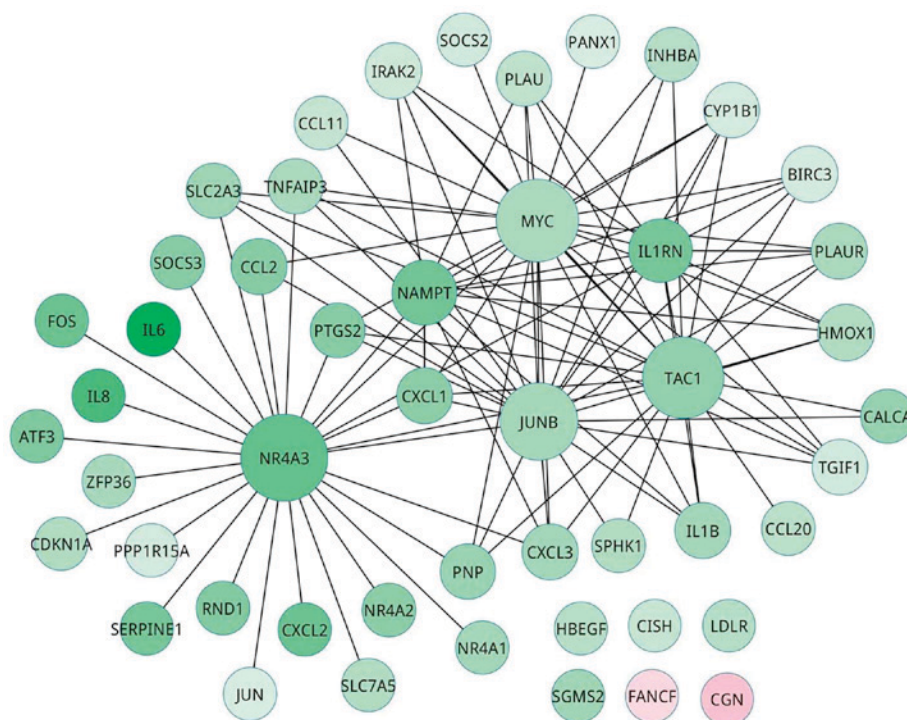 SOCS2
PANX1
IRAK2
PLAU
INHBA
CCL11
CYP1B1
SLC2A3
TNFAIP3
BIRC3
MYC
SOCS3
CCL2
IL1RN
PLAUR
NAMPT
FOS
IL6
PTGS2
HMOX1
IL8
CXCL1
TAC1
ATF3
NR4A3
JUNB
CALCA
ZFP36
TGIF1
CDKN1A
PPP1R15A
CXCL3
SPHK1
IL1B
CCL20
PNP
SERPINE1
RND1
CXCL2
NR4A2
NR4A1
HBEGF
CISH
LDLR
JUN
SLC7A5
SGMS2
FANCF
CGN